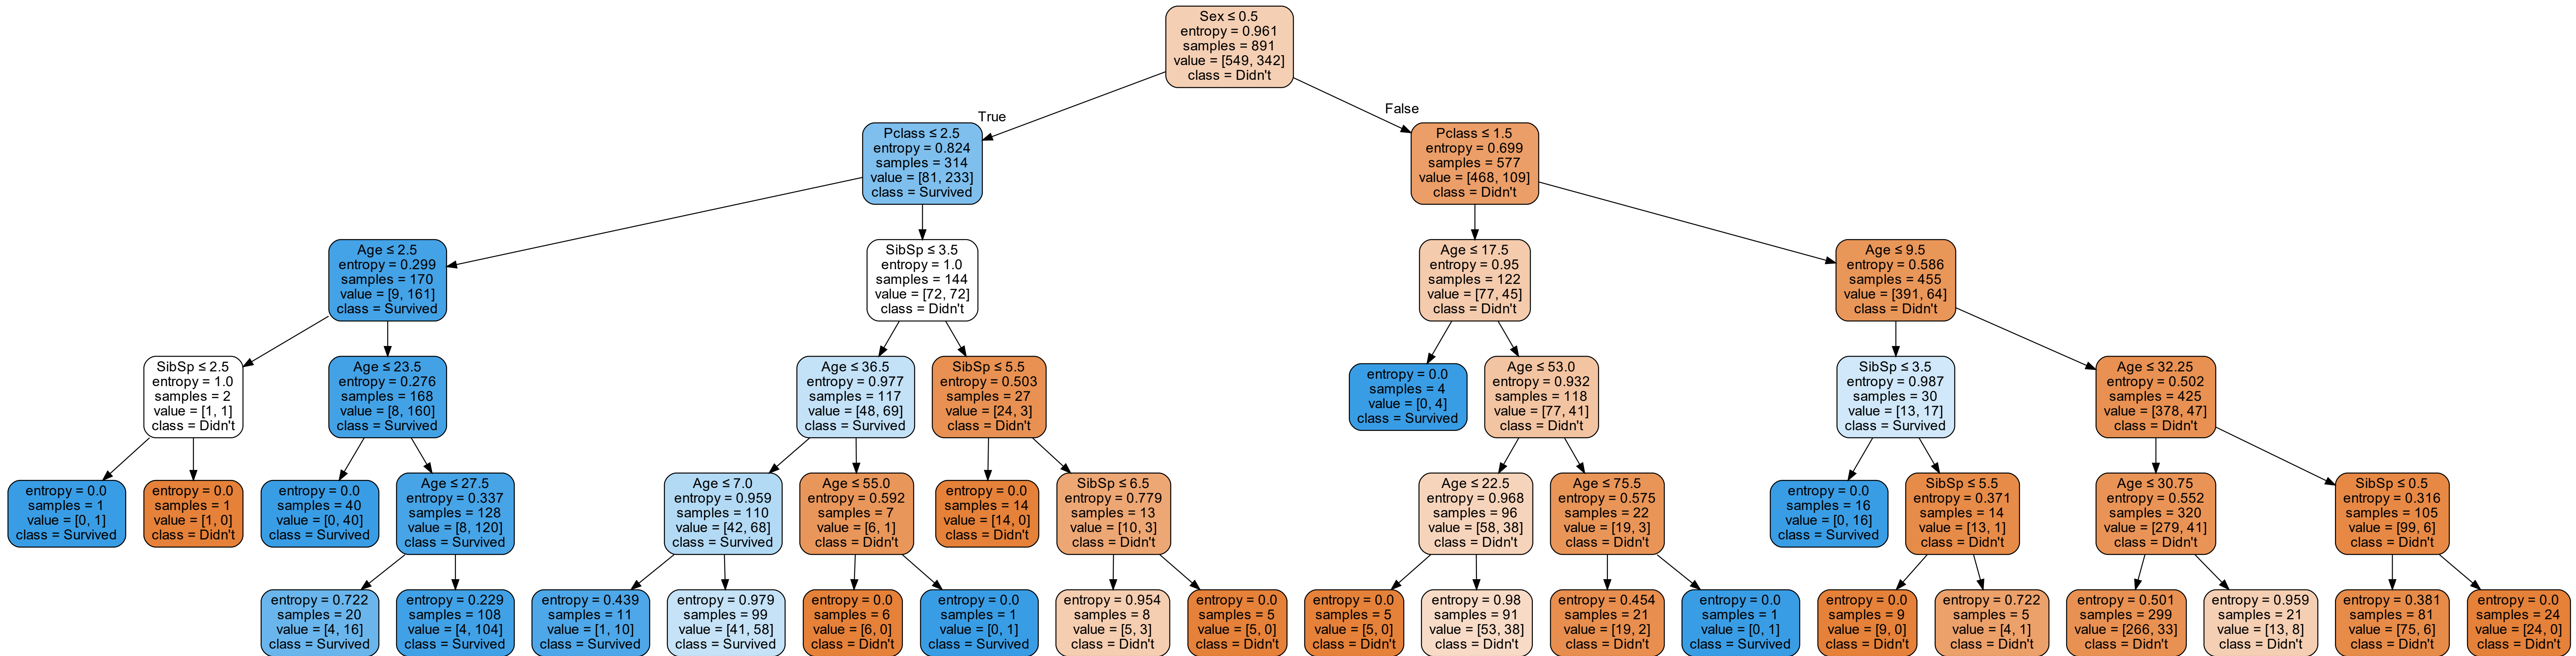 Sex ≤ 0.5
entropy = 0.961
samples = 891
value = [549, 342]
class = Didn't
True
False
Pclass ≤ 2.5
entropy = 0.824
samples = 314
value = [81, 233]
class = Survived
Pclass ≤ 1.5
entropy = 0.699
samples = 577
value = [468, 109]
class = Didn't
Age ≤ 2.5
entropy = 0.299
samples = 170
value = [9, 161]
class = Survived
SibSp ≤ 3.5
entropy = 1.0
samples = 144
value = [72, 72]
class = Didn't
Age ≤ 17.5
entropy = 0.95
samples = 122
value = [77, 45]
class = Didn't
Age ≤ 9.5
entropy = 0.586
samples = 455
value = [391, 64]
class = Didn't
SibSp ≤ 2.5
entropy = 1.0
samples = 2
value = [1, 1]
class = Didn't
Age ≤ 23.5
entropy = 0.276
samples = 168
value = [8, 160]
class = Survived
Age ≤ 36.5
entropy = 0.977
samples = 117
value = [48, 69]
class = Survived
SibSp ≤ 5.5
entropy = 0.503
samples = 27
value = [24, 3]
class = Didn't
entropy = 0.0
samples = 4
value = [0, 4]
class = Survived
Age ≤ 53.0
entropy = 0.932
samples = 118
value = [77, 41]
class = Didn't
SibSp ≤ 3.5
entropy = 0.987
samples = 30
value = [13, 17]
class = Survived
Age ≤ 32.25
entropy = 0.502
samples = 425
value = [378, 47]
class = Didn't
entropy = 0.0
samples = 1
value = [0, 1]
class = Survived
entropy = 0.0
samples = 1
value = [1, 0]
class = Didn't
entropy = 0.0
samples = 40
value = [0, 40]
class = Survived
Age ≤ 27.5
entropy = 0.337
samples = 128
value = [8, 120]
class = Survived
Age ≤ 7.0
entropy = 0.959
samples = 110
value = [42, 68]
class = Survived
Age ≤ 55.0
entropy = 0.592
samples = 7
value = [6, 1]
class = Didn't
entropy = 0.0
samples = 14
value = [14, 0]
class = Didn't
SibSp ≤ 6.5
entropy = 0.779
samples = 13
value = [10, 3]
class = Didn't
Age ≤ 22.5
entropy = 0.968
samples = 96
value = [58, 38]
class = Didn't
Age ≤ 75.5
entropy = 0.575
samples = 22
value = [19, 3]
class = Didn't
entropy = 0.0
samples = 16
value = [0, 16]
class = Survived
SibSp ≤ 5.5
entropy = 0.371
samples = 14
value = [13, 1]
class = Didn't
Age ≤ 30.75
entropy = 0.552
samples = 320
value = [279, 41]
class = Didn't
SibSp ≤ 0.5
entropy = 0.316
samples = 105
value = [99, 6]
class = Didn't
entropy = 0.722
samples = 20
value = [4, 16]
class = Survived
entropy = 0.229
samples = 108
value = [4, 104]
class = Survived
entropy = 0.439
samples = 11
value = [1, 10]
class = Survived
entropy = 0.979
samples = 99
value = [41, 58]
class = Survived
entropy = 0.0
samples = 6
value = [6, 0]
class = Didn't
entropy = 0.0
samples = 1
value = [0, 1]
class = Survived
entropy = 0.954
samples = 8
value = [5, 3]
class = Didn't
entropy = 0.0
samples = 5
value = [5, 0]
class = Didn't
entropy = 0.0
samples = 5
value = [5, 0]
class = Didn't
entropy = 0.98
samples = 91
value = [53, 38]
class = Didn't
entropy = 0.454
samples = 21
value = [19, 2]
class = Didn't
entropy = 0.0
samples = 1
value = [0, 1]
class = Survived
entropy = 0.0
samples = 9
value = [9, 0]
class = Didn't
entropy = 0.722
samples = 5
value = [4, 1]
class = Didn't
entropy = 0.501
samples = 299
value = [266, 33]
class = Didn't
entropy = 0.959
samples = 21
value = [13, 8]
class = Didn't
entropy = 0.381
samples = 81
value = [75, 6]
class = Didn't
entropy = 0.0
samples = 24
value = [24, 0]
class = Didn't